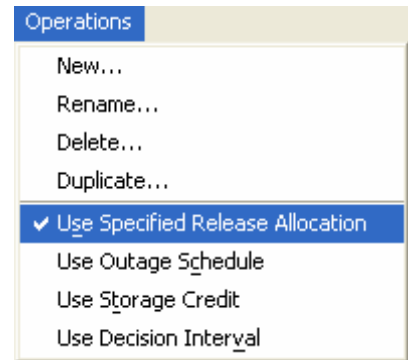 Operations
New...
Rename...
Delete...
Duplicate...
Use Specified Release Allocation
Use Outage Schedule
Use Storage Credit
Use Decision Interval